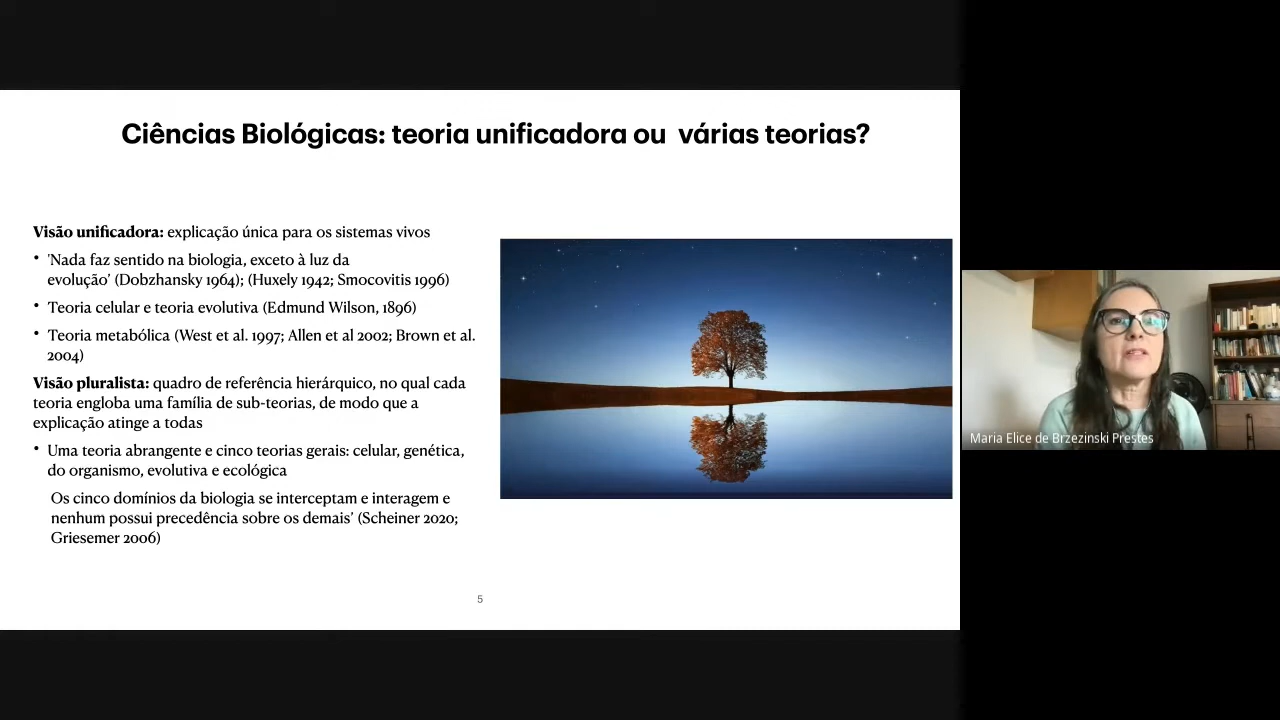 Ciências Biológicas: teoria unificadora ou várias teorias?
Visão unificadora: explicação única para os sistemas vivos
• 'Nada faz sentido na biologia, exceto à luz da
evolução’ (Dobzhansky 1964); (Huxely 1942; Smocovitis 1996)
• Teoria celular e teoria evolutiva (Edmund Wilson, 1896)
• Teoria metabólica (West et al. 1997; Allen et al 2002; Brown et al.
2004)
Visão pluralista: quadro de referência hierárquico, no qual cada
teoria engloba uma família de sub-teorias, de modo que a
explicação atinge a todas
• Uma teoria abrangente e cinco teorias gerais: celular, genética,
do organismo, evolutiva e ecológica
Os cinco domínios da biologia se interceptam e interagem e
nenhum possui precedência sobre os demais’ (Scheiner 2020;
Griesemer 2006)
5
Maria Elice de Brzezinski Prestes